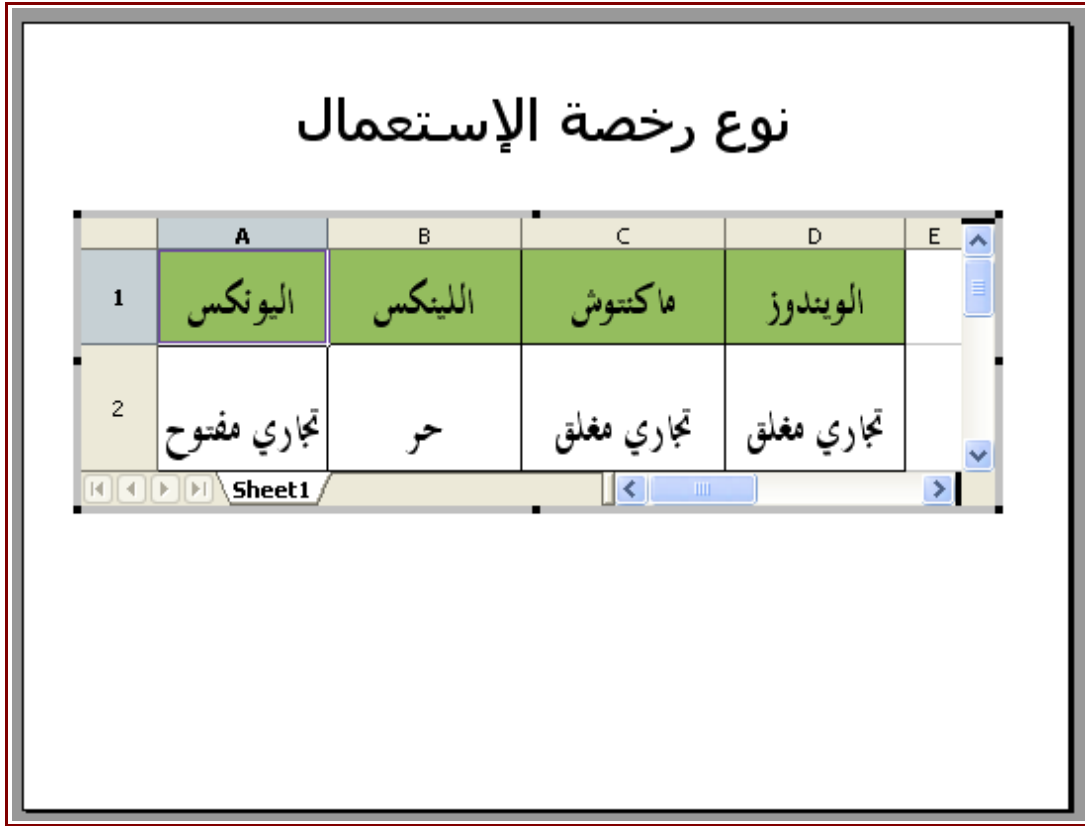 نوع رخصة الإستعمال
A B C D E
1 اليونكس اللينكس ماكنتوش الويندوز
2 تجاري مفتوح حر تجاري مغلق تجاري مغلق
Sheet1